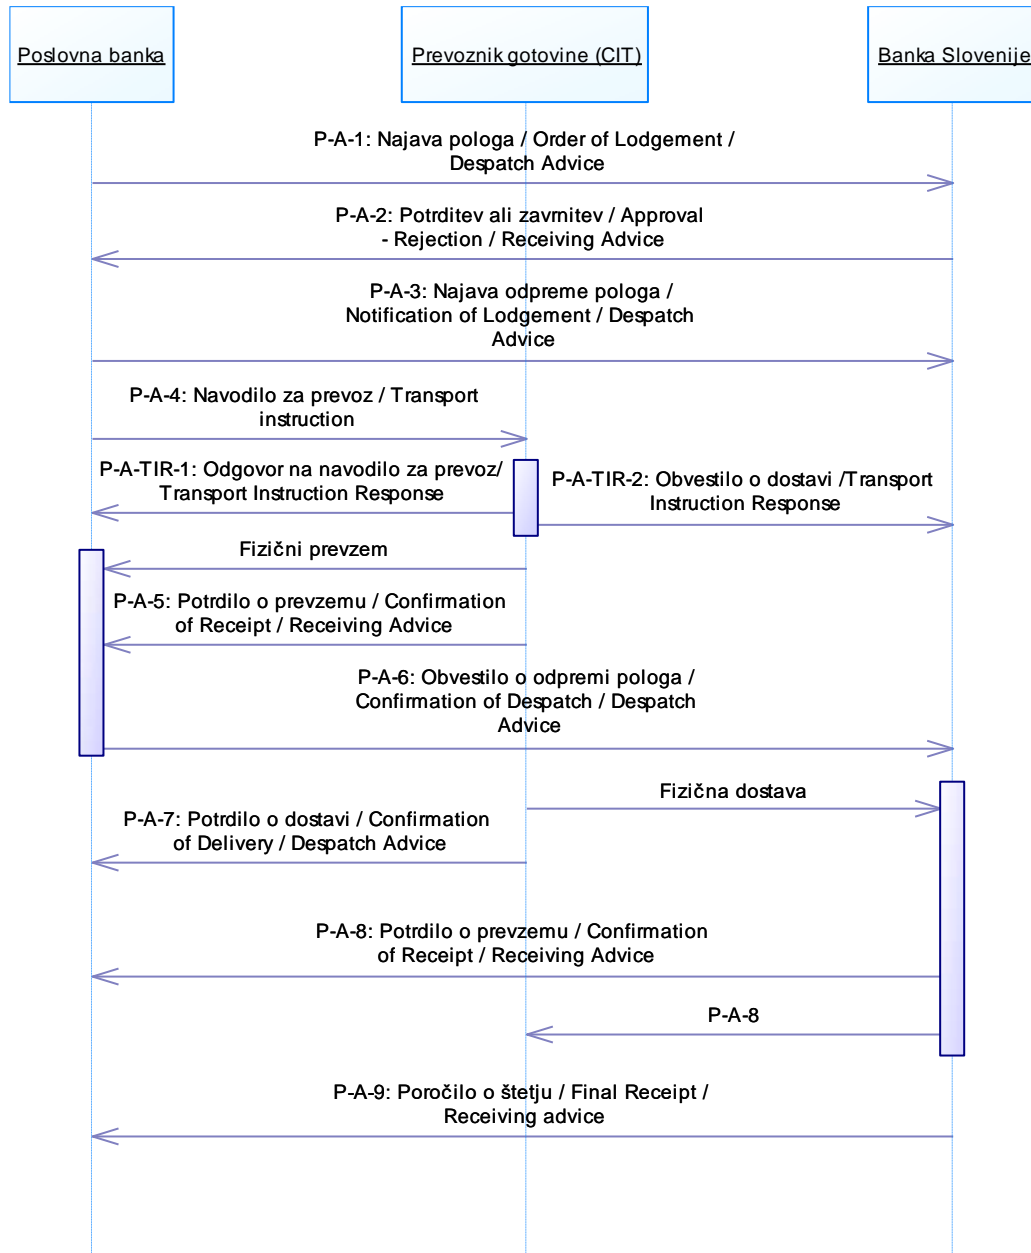 Poslovna banka
Prevoznik gotovine (CIT)
Banka Slovenije
P-A-1: Najava pologa / Order of Lodgement /
Despatch Advice
P-A-2: Potrditev ali zavrnitev / Approval
- Rejection / Receiving Advice
P-A-3: Najava odpreme pologa /
Notification of Lodgement / Despatch
Advice
P-A-4: Navodilo za prevoz / Transport
instruction
P-A-TIR-1: Odgovor na navodilo za prevoz/
Transport Instruction Response
P-A-TIR-2: Obvestilo o dostavi /Transport
Instruction Response
Fizični prevzem
P-A-5: Potrdilo o prevzemu / Confirmation
of Receipt / Receiving Advice
P-A-6: Obvestilo o odpremi pologa /
Confirmation of Despatch / Despatch
Advice
Fizična dostava
P-A-7: Potrdilo o dostavi / Confirmation
of Delivery / Despatch Advice
P-A-8: Potrdilo o prevzemu / Confirmation
of Receipt / Receiving Advice
P-A-8
P-A-9: Poročilo o štetju / Final Receipt /
Receiving advice